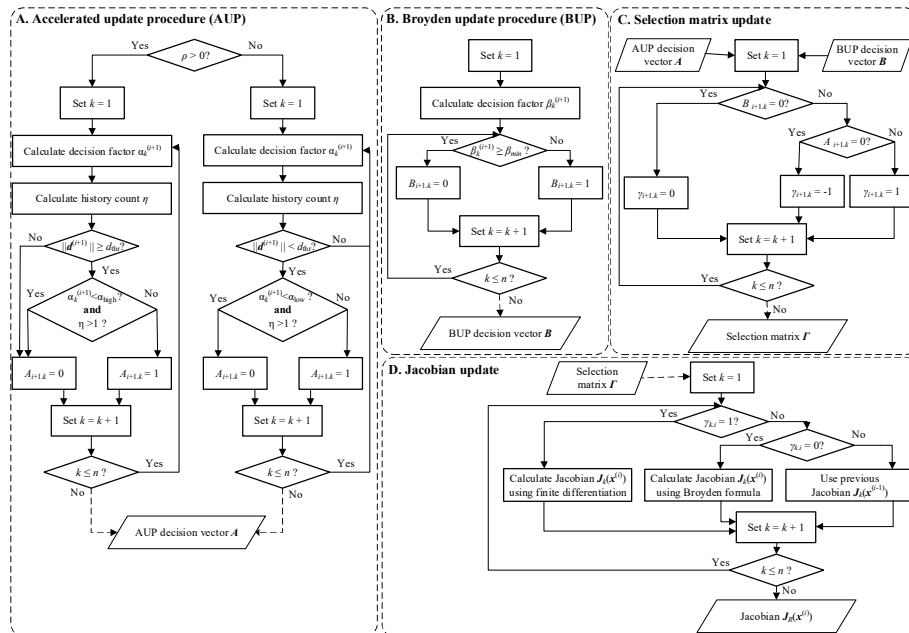 A. Accelerated update procedure (AUP)
Yes
ρ > 0?
No
Set k = 1
Set k = 1
Calculate decision factor αₖ⁽ⁱ⁺¹⁾
Calculate decision factor αₖ⁽ⁱ⁺¹⁾
Calculate history count η
Calculate history count η
No
||d⁽ⁱ⁺¹⁾ || ≥ dthr?
Yes
||d⁽ⁱ⁺¹⁾ || < dthr?
No
Yes
Yes
αₖ⁽ⁱ⁺¹⁾<αhigh ?
and
η >1 ?
No
Yes
αₖ⁽ⁱ⁺¹⁾<αlow ?
and
η >1 ?
No
Aᵢ₊₁.ₖ = 0
Aᵢ₊₁.ₖ = 1
Aᵢ₊₁.ₖ = 0
Aᵢ₊₁.ₖ = 1
Set k = k + 1
Set k = k + 1
k ≤ n ?
Yes
No
k ≤ n ?
Yes
No
AUP decision vector A
B. Broyden update procedure (BUP)
Set k = 1
Calculate decision factor βₖ⁽ⁱ⁺¹⁾
Yes
βₖ⁽ⁱ⁺¹⁾ ≥ βmin ?
No
Bᵢ₊₁.ₖ = 0
Bᵢ₊₁.ₖ = 1
Set k = k + 1
Yes
k ≤ n ?
No
BUP decision vector B
C. Selection matrix update
AUP decision
vector A
Set k = 1
BUP decision
vector B
Yes
Bᵢ₊₁.ₖ = 0?
No
Yes
Aᵢ₊₁.ₖ = 0?
No
γᵢ₊₁.ₖ = 0
γᵢ₊₁.ₖ = -1
γᵢ₊₁.ₖ = 1
Set k = k + 1
Yes
k ≤ n ?
No
Selection matrix Γ
D. Jacobian update
Selection
matrix Γ
Set k = 1
Yes
γₖ.ᵢ = 1?
No
Yes
γₖ.ᵢ = 0?
No
Calculate Jacobian Jₖ(x⁽ⁱ⁾)
using finite differentiation
Calculate Jacobian Jₖ(x⁽ⁱ⁾)
using Broyden formula
Use previous
Jacobian Jₖ(x⁽ⁱ⁻¹⁾)
Set k = k + 1
Yes
k ≤ n ?
No
Jacobian J_R(x⁽ⁱ⁾)